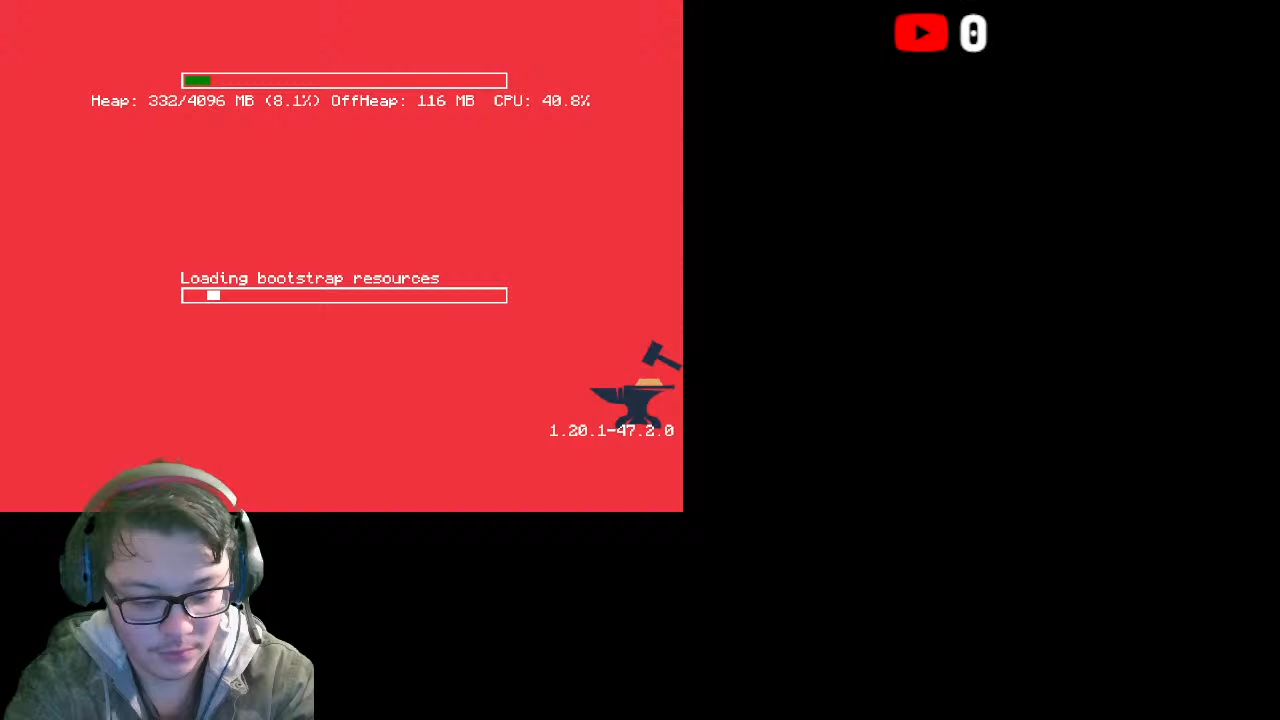 0
Heap: 332/4096 MB (8.1%) OffHeap: 116 MB CPU: 40.8%
Loading bootstrap resources
1.20.1-47.2.0